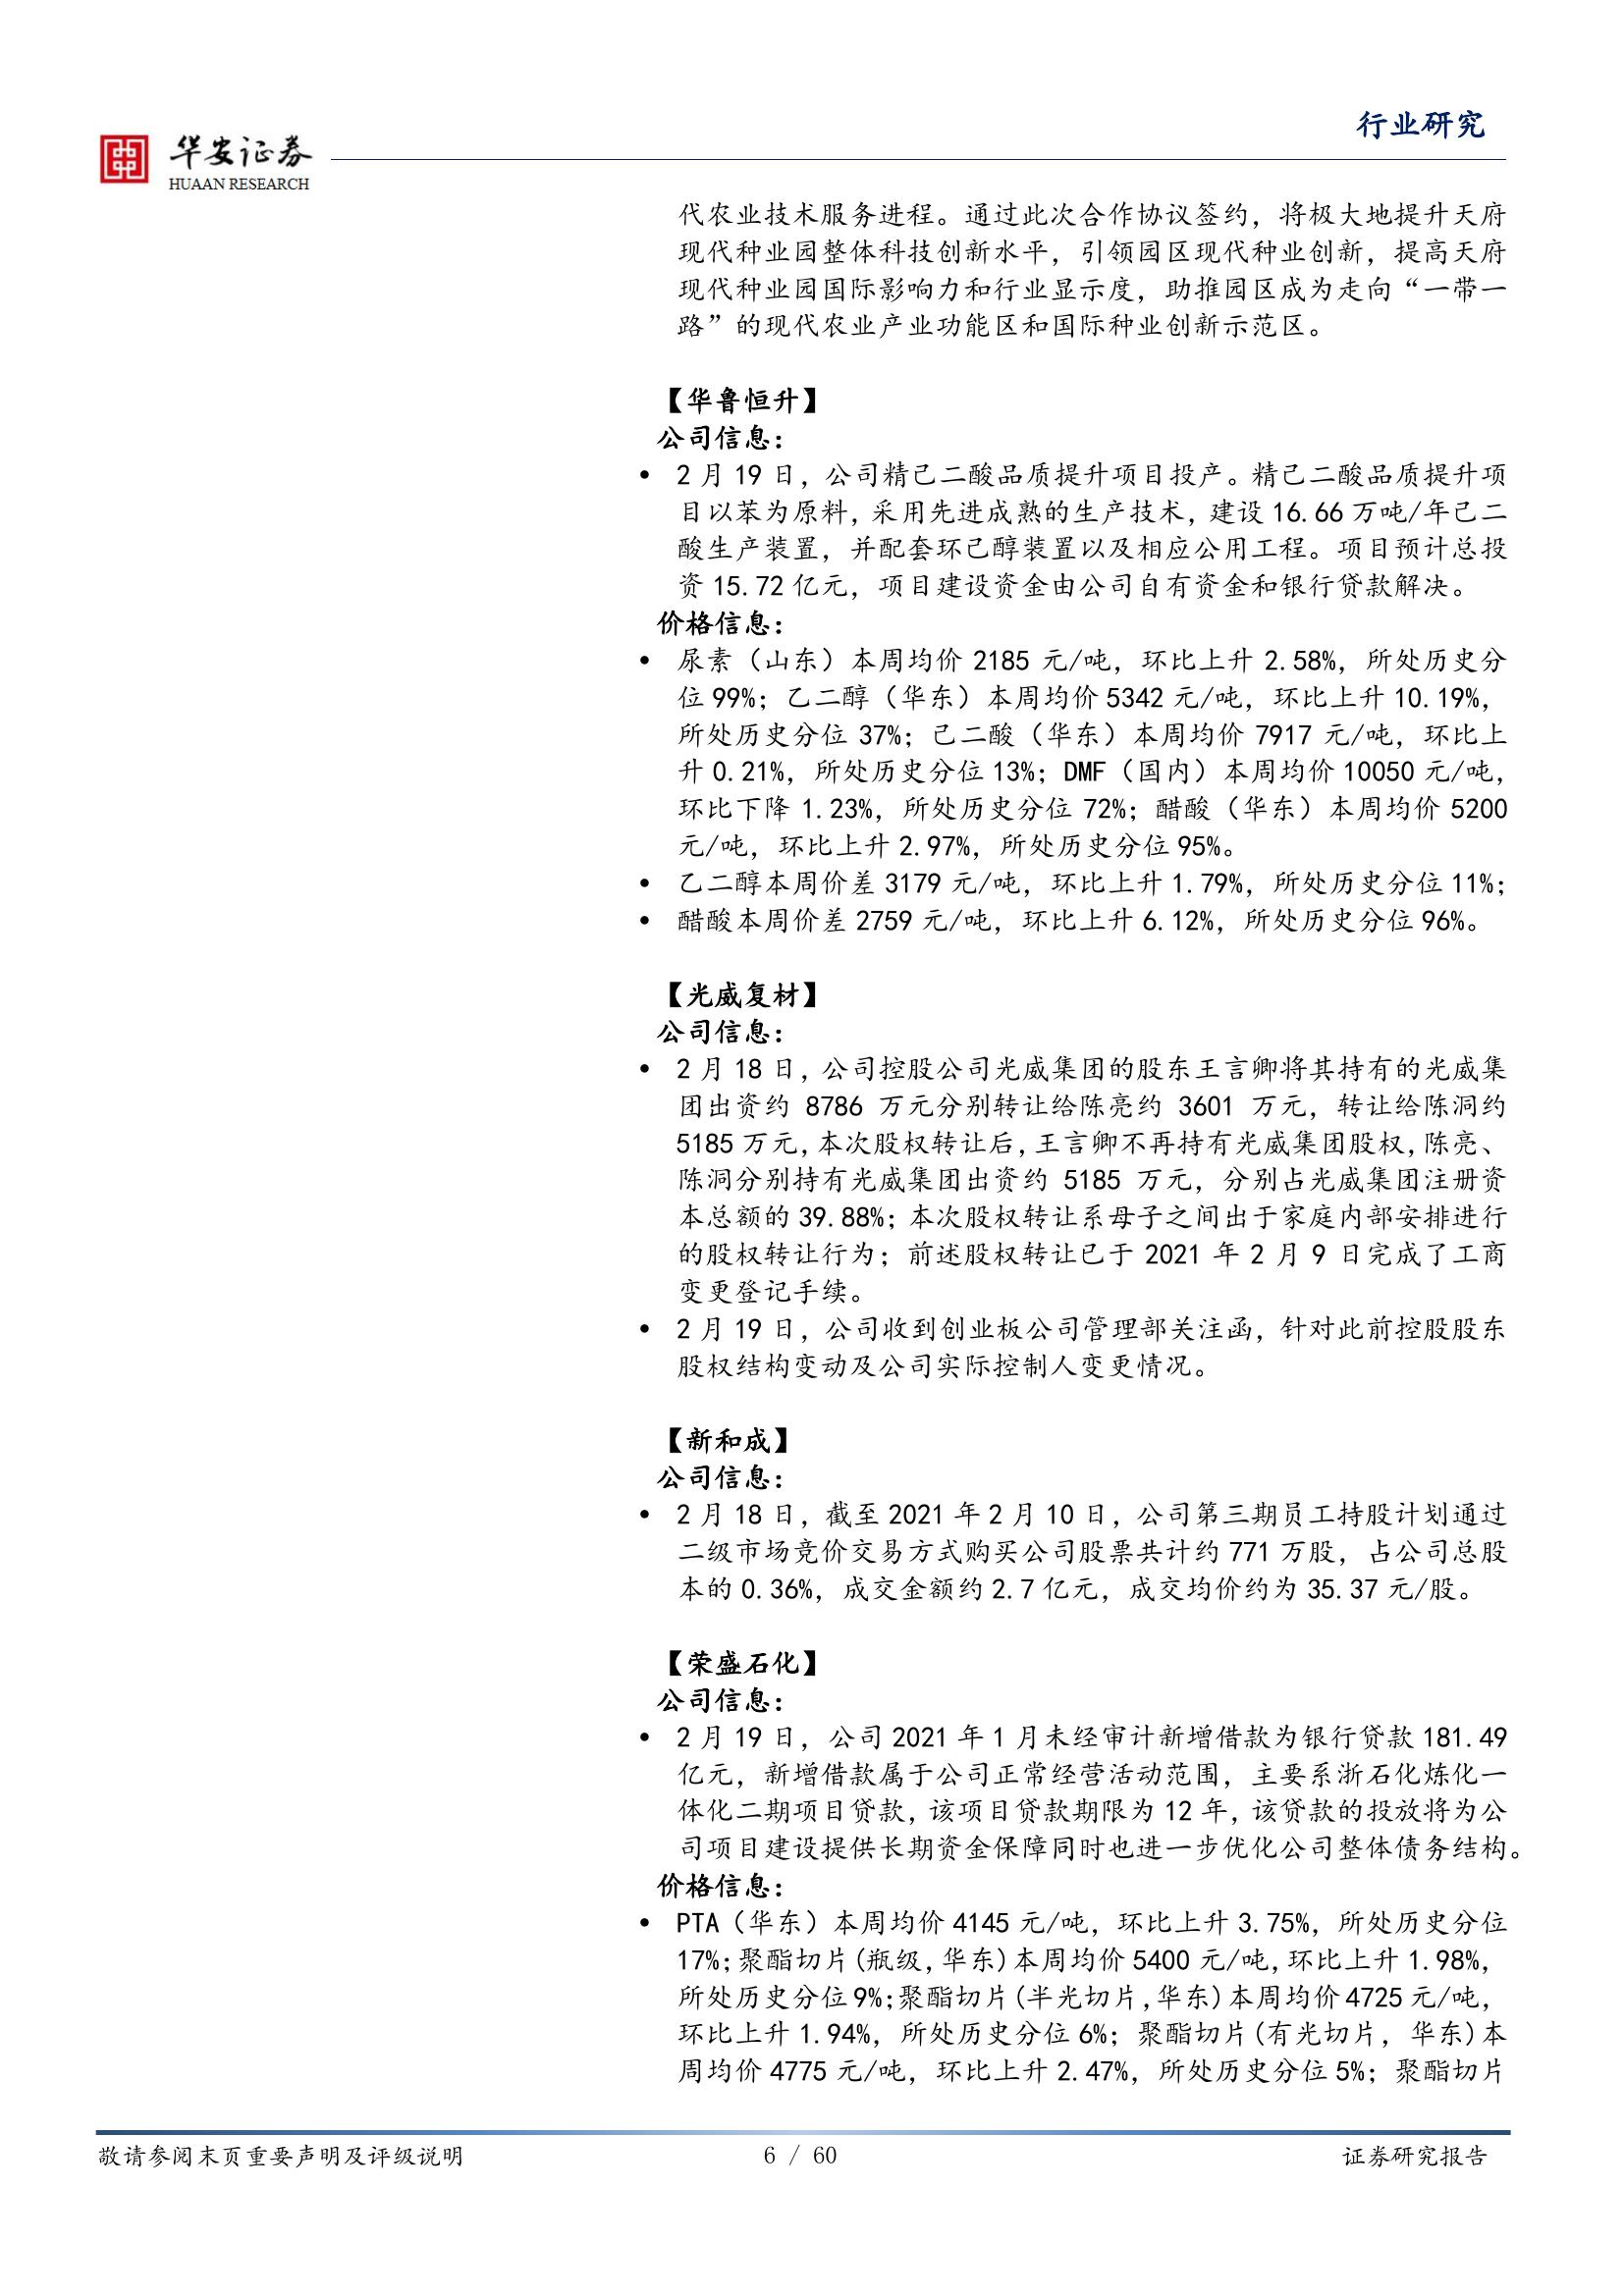 行业研究
华安证券
HUAAN RESEARCH
代农业技术服务进程。通过此次合作协议签约，将极大地提升天府
现代种业园整体科技创新水平，引领园区现代种业创新，提高天府
现代种业园国际影响力和行业显示度，助推园区成为走向“一带一
路”的现代农业产业功能区和国际种业创新示范区。
【华鲁恒升】
公司信息：
• 2 月 19 日，公司精己二酸品质提升项目投产。精己二酸品质提升项
目以苯为原料，采用先进成熟的生产技术，建设 16.66 万吨/年己二
酸生产装置，并配套环己醇装置以及相应公用工程。项目预计总投
资 15.72 亿元，项目建设资金由公司自有资金和银行贷款解决。
价格信息：
• 尿素（山东）本周均价 2185 元/吨，环比上升 2.58%，所处历史分
位 99%；乙二醇（华东）本周均价 5342 元/吨，环比上升 10.19%，
所处历史分位 37%；己二酸（华东）本周均价 7917 元/吨，环比上
升 0.21%，所处历史分位 13%；DMF（国内）本周均价 10050 元/吨，
环比下降 1.23%，所处历史分位 72%；醋酸（华东）本周均价 5200
元/吨，环比上升 2.97%，所处历史分位 95%。
• 乙二醇本周价差 3179 元/吨，环比上升 1.79%，所处历史分位 11%；
• 醋酸本周价差 2759 元/吨，环比上升 6.12%，所处历史分位 96%。
【光威复材】
公司信息：
• 2 月 18 日，公司控股公司光威集团的股东王言卿将其持有的光威集
团出资约 8786 万元分别转让给陈亮约 3601 万元，转让给陈洞约
5185 万元，本次股权转让后，王言卿不再持有光威集团股权，陈亮、
陈洞分别持有光威集团出资约 5185 万元，分别占光威集团注册资
本总额的 39.88%；本次股权转让系母子之间出于家庭内部安排进行
的股权转让行为；前述股权转让已于 2021 年 2 月 9 日完成了工商
变更登记手续。
• 2 月 19 日，公司收到创业板公司管理部关注函，针对此前控股股东
股权结构变动及公司实际控制人变更情况。
【新和成】
公司信息：
• 2 月 18 日，截至 2021 年 2 月 10 日，公司第三期员工持股计划通过
二级市场竞价交易方式购买公司股票共计约 771 万股，占公司总股
本的 0.36%，成交金额约 2.7 亿元，成交均价约为 35.37 元/股。
【荣盛石化】
公司信息：
• 2 月 19 日，公司 2021 年 1 月未经审计新增借款为银行贷款 181.49
亿元，新增借款属于公司正常经营活动范围，主要系浙石化炼化一
体化二期项目贷款，该项目贷款期限为 12 年，该贷款的投放将为公
司项目建设提供长期资金保障同时也进一步优化公司整体债务结构。
价格信息：
• PTA（华东）本周均价 4145 元/吨，环比上升 3.75%，所处历史分位
17%；聚酯切片(瓶级,华东)本周均价 5400 元/吨，环比上升 1.98%，
所处历史分位 9%；聚酯切片(半光切片,华东)本周均价 4725 元/吨，
环比上升 1.94%，所处历史分位 6%；聚酯切片(有光切片，华东)本
周均价 4775 元/吨，环比上升 2.47%，所处历史分位 5%；聚酯切片
敬请参阅末页重要声明及评级说明
6 / 60
证券研究报告